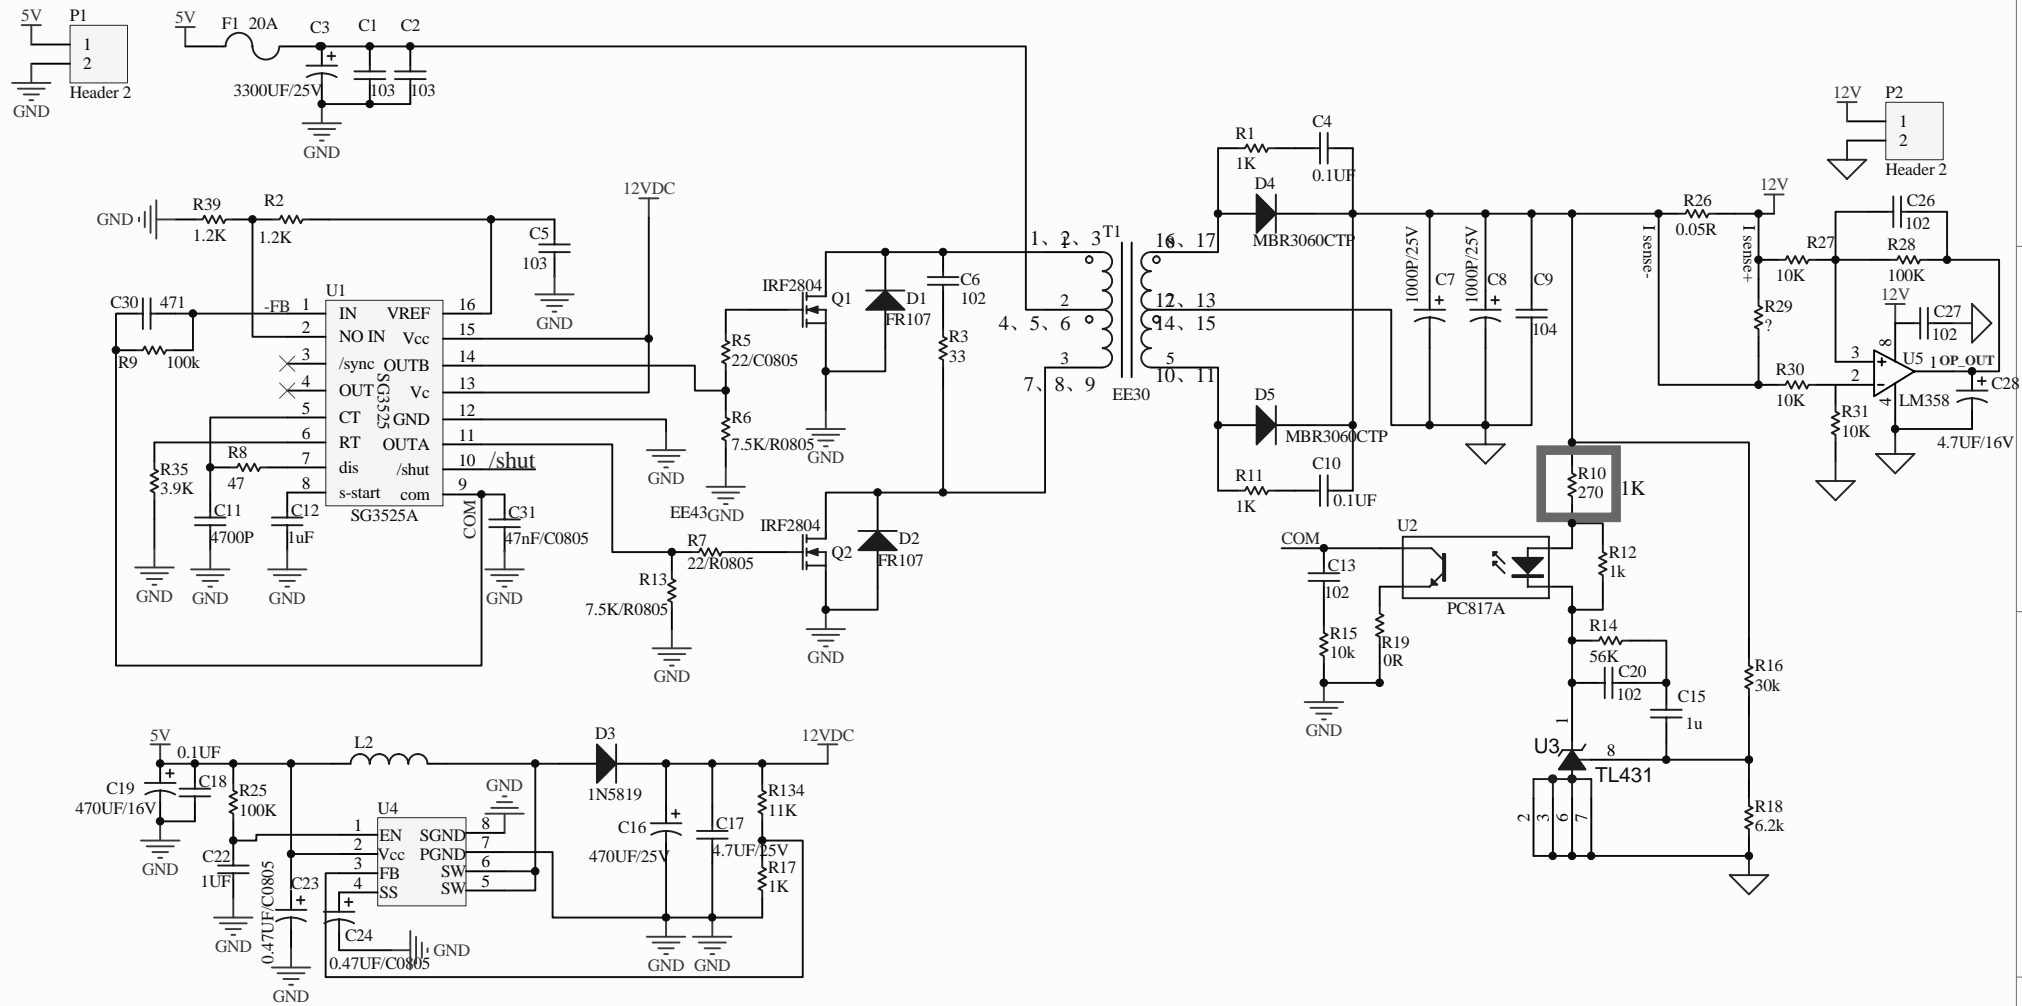 5V
P1
1
2
Header 2
GND
5V
F1 20A
C3
C1
C2
3300UF/25V
103
103
GND
12V
P2
1
2
Header 2
GND
R39
1.2K
R2
1.2K
C5
103
GND
12VDC
C30
471
-FB
R9
100k
U1
1
IN
2
NO IN
3
/sync
4
OUT
5
CT
6
RT
7
dis
8
s-start
VREF
16
Vcc
15
OUTB
14
Vc
13
GND
12
OUTA
11
/shut
10
/shut
com
9
SG3525
SG3525A
COM
R35
3.9K
R8
47
C11
4700P
C12
1uF
C31
47nF/C0805
GND
GND
GND
GND
GND
R5
22/C0805
R6
7.5K/R0805
EE43
GND
IRF2804
Q1
D1
FR107
C6
102
R3
33
GND
R7
22/R0805
R13
7.5K/R0805
GND
IRF2804
Q2
D2
FR107
GND
T1
1、2、3
1
2
4、5、6
3
7、8、9
EE30
16、17
8
12、13
7
14、15
5
10、11
R1
1K
C4
0.1UF
D4
MBR3060CTP
D5
MBR3060CTP
R11
1K
C10
0.1UF
1000P/25V
C7
1000P/25V
C8
C9
104
R26
0.05R
12V
I sense-
I sense+
R27
10K
R29
?
R30
10K
R31
10K
C26
102
R28
100K
12V
C27
102
8
3
2
4
U5
1
OP_OUT
LM358
C28
4.7UF/16V
R10
270
1K
U2
PC817A
R12
1k
COM
C13
102
R15
10k
R19
0R
GND
R14
56K
C20
102
C15
1u
R16
30k
R18
6.2k
1
U3
8
TL431
2
3
6
7
5V
0.1UF
C19
470UF/16V
C18
GND
R25
100K
C22
1UF
GND
0.47UF/C0805
C23
GND
L2
U4
1
EN
2
Vcc
3
FB
4
SS
SGND
8
PGND
7
SW
6
SW
5
GND
C24
0.47UF/C0805
GND
D3
1N5819
12VDC
C16
470UF/25V
C17
4.7UF/25V
R134
11K
R17
1K
GND
GND